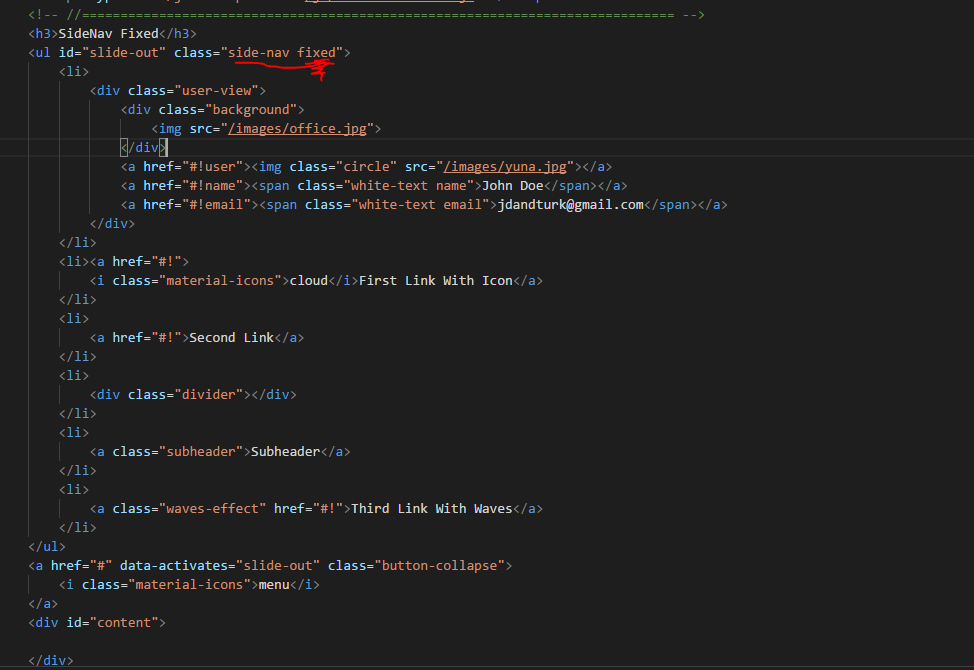 <!-- //============================================================================= -->
<h3>SideNav Fixed</h3>
<ul id="slide-out" class="side-nav fixed">
<li>
<div class="user-view">
<div class="background">
<img src="/images/office.jpg">
</div>
<a href="#!user"><img class="circle" src="/images/yuna.jpg"></a>
<a href="#!name"><span class="white-text name">John Doe</span></a>
<a href="#!email"><span class="white-text email">jdandturk@gmail.com</span></a>
</div>
</li>
<li><a href="#!">
<i class="material-icons">cloud</i>First Link With Icon</a>
</li>
<li>
<a href="#!">Second Link</a>
</li>
<li>
<div class="divider"></div>
</li>
<li>
<a class="subheader">Subheader</a>
</li>
<li>
<a class="waves-effect" href="#!">Third Link With Waves</a>
</li>
</ul>
<a href="#" data-activates="slide-out" class="button-collapse">
<i class="material-icons">menu</i>
</a>
<div id="content">
</div>